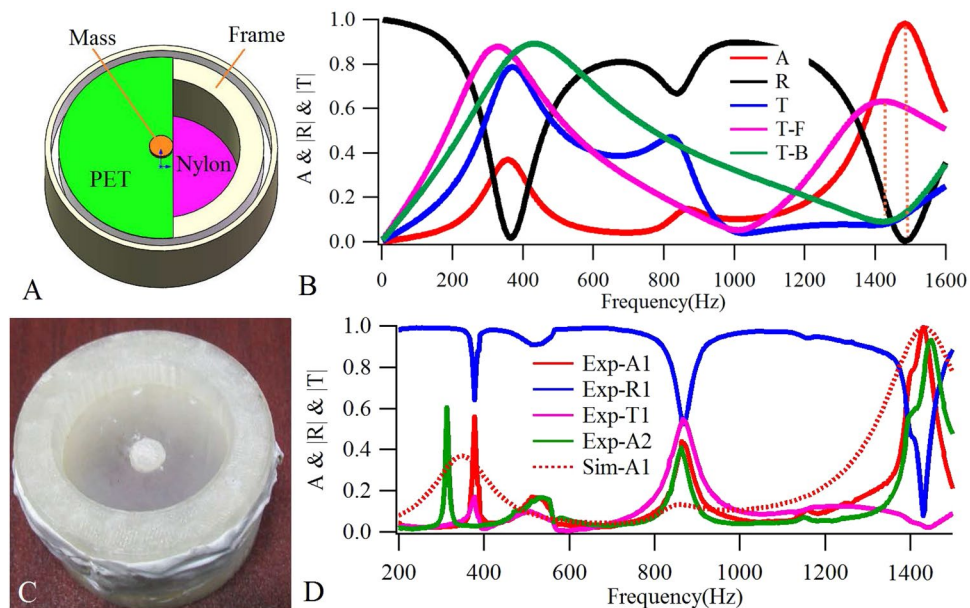 Mass
Frame
Nylon
PET
A
A & |R| & |T|
1.0
0.8
0.6
0.4
0.2
0.0
A
R
T
T-F
T-B
0
200
400
600
800
1000
1200
1400
1600
Frequency(Hz)
B
C
A & |R| & |T|
1.0
0.8
0.6
0.4
0.2
0.0
Exp-A1
Exp-R1
Exp-T1
Exp-A2
Sim-A1
200
400
600
800
1000
1200
1400
Frequency(Hz)
D